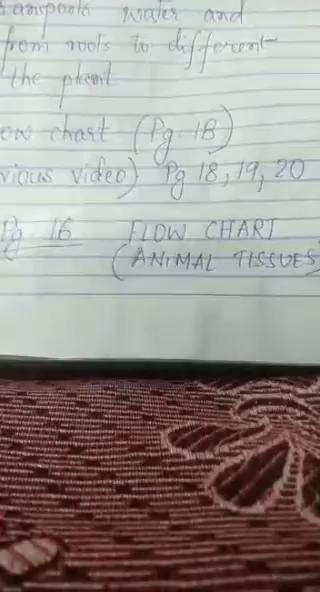 transports water and
from roots to different
the plant
ow chart (Pg. 18)
vious video) Pg 18, 19, 20
Pg. 16 FLOW CHART
(ANIMAL TISSUES)